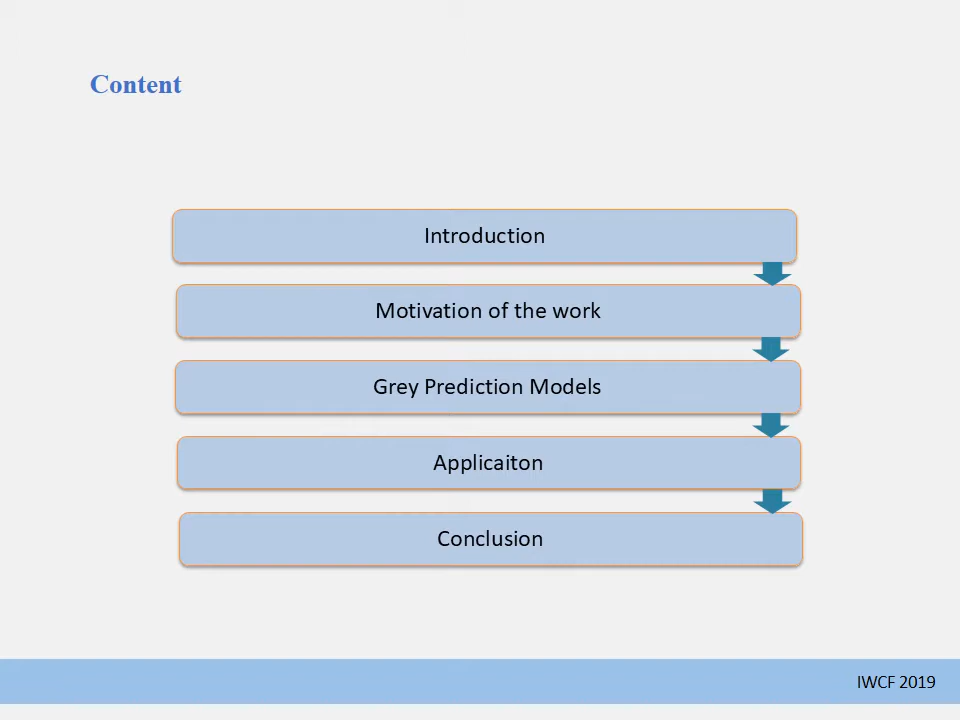 Content
Introduction
Motivation of the work
Grey Prediction Models
Applicaiton
Conclusion
IWCF 2019